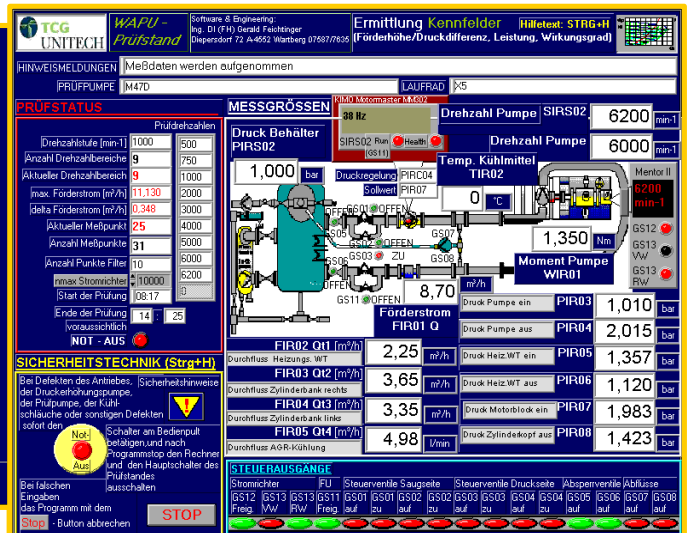 TCG
UNITECH
WAPU -
Prüfstand
Software & Engineering:
Ing. DI (FH) Gerald Feichtinger
Diepersdorf 72 A-4552 Wartberg 07587/7635
Ermittlung Kennfelder Hilfetext: STRG+H
(Förderhöhe/Druckdifferenz, Leistung, Wirkungsgrad)
HINWEISMELDUNGEN Meßdaten werden aufgenommen
PRÜFPUMPE M47D LAUFRAD X5
PRÜFSTATUS
Prüfdrehzahlen
Drehzahlstufe [min-1] 1000 500
Anzahl Drehzahlbereiche 9 750
Aktueller Drehzahlbereich 9 1000
max. Förderstrom [m³/h] 11,130 2000
delta Förderstrom [m³/h] 0,348 3000
Aktueller Meßpunkt 25 4000
Anzahl Meßpunkte 31 5000
Anzahl Punkte Filter 10 6000
nmax Stromrichter 10000 6200
Start der Prüfung 08:17 0
Ende der Prüfung 14 : 25
voraussichtlich
NOT - AUS
MESSGRÖSSEN
KIMO Motormaster MMS02
38 Hz
SIRS02 Run Health
(GS11)
Drehzahl Pumpe SIRS02 6200 min-1
Drehzahl Pumpe 6000 min-1
Druck Behälter
PIRS02
1,000 bar
Druckregelung PIRC04
Sollwert PIR07
Temp. Kühlmittel
TIR02
0 °C
Mentor II
6200
min-1
GS12
GS13
VW
GS13
RW
GS01 OFFEN
GS05
GS07
GS02 OFFEN
GS03 ZU
GS08
GS06
OFFEN
GS11 OFFEN
1,350 Nm
Moment Pumpe
WIR01
8,70 m³/h
Förderstrom
FIR01 Q
FIR02 Qt1 [m³/h]
Durchfluss Heizungs. WT 2,25 m³/h
FIR03 Qt2 [m³/h]
Durchfluss Zylinderbank rechts 3,65 m³/h
FIR04 Qt3 [m³/h]
Durchfluss Zylinderbank links 3,35 m³/h
FIR05 Qt4 [m³/h]
Durchfluss AGR-Kühlung 4,98 l/min
Druck Pumpe ein PIR03 1,010 bar
Druck Pumpe aus PIR04 2,015 bar
Druck Heiz.WT ein PIR05 1,357 bar
Druck Heiz.WT aus PIR06 1,120 bar
Druck Motorblock ein PIR07 1,983 bar
Druck Zylinderkopf aus PIR08 1,423 bar
SICHERHEITSTECHNIK (Strg+H)
Bei Defekten des Antriebes,
der Druckerhöhungspumpe,
der Prüfpumpe, der Kühl-
schläuche oder sonstigen Defekten
sofort den
Sicherheitshinweise
Not-
Aus
Schalter am Bedienpult
betätigen,und nach
Programmstop den Rechner
und den Hauptschalter des
Prüfstandes
ausschalten
Bei falschen
Eingaben
das Programm mit dem
Stop - Button abbrechen
STOP
STEUERAUSGÄNGE
Stromrichter FU Steuerventile Saugseite Steuerventile Druckseite Absperrventile Abflüsse
GS12 GS13 GS13 GS11 GS01 GS01 GS02 GS02 GS03 GS03 GS04 GS04 GS05 GS06 GS07 GS08
Freig. VW RV Freig. auf zu auf zu auf zu auf zu auf auf auf auf